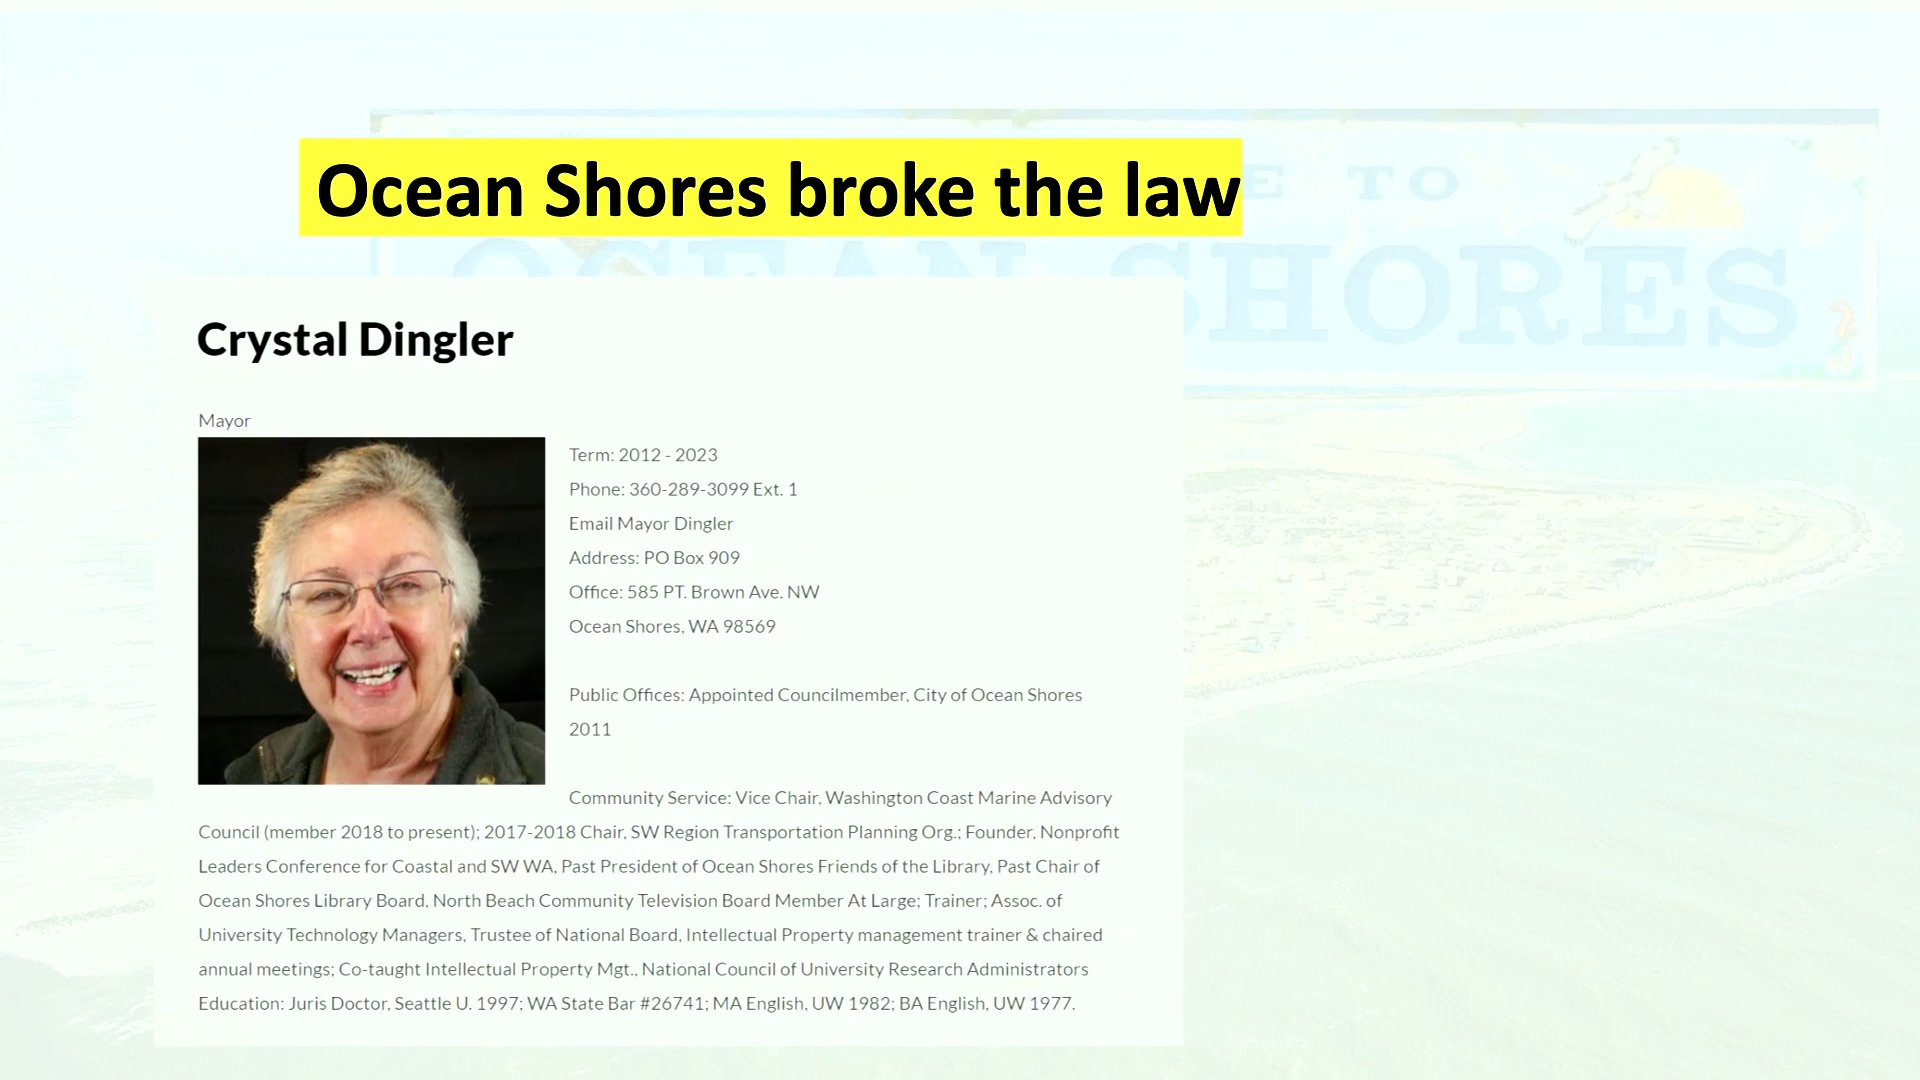 Ocean Shores broke the law
E TO
OCEAN SHORES
Crystal Dingler
Mayor
Term: 2012 - 2023
Phone: 360-289-3099 Ext. 1
Email Mayor Dingler
Address: PO Box 909
Office: 585 PT. Brown Ave. NW
Ocean Shores, WA 98569
Public Offices: Appointed Councilmember, City of Ocean Shores
2011
Community Service: Vice Chair, Washington Coast Marine Advisory
Council (member 2018 to present); 2017-2018 Chair, SW Region Transportation Planning Org.; Founder, Nonprofit
Leaders Conference for Coastal and SW WA, Past President of Ocean Shores Friends of the Library, Past Chair of
Ocean Shores Library Board, North Beach Community Television Board Member At Large; Trainer; Assoc. of
University Technology Managers, Trustee of National Board, Intellectual Property management trainer & chaired
annual meetings; Co-taught Intellectual Property Mgt., National Council of University Research Administrators
Education: Juris Doctor, Seattle U. 1997; WA State Bar #26741; MA English, UW 1982; BA English, UW 1977.